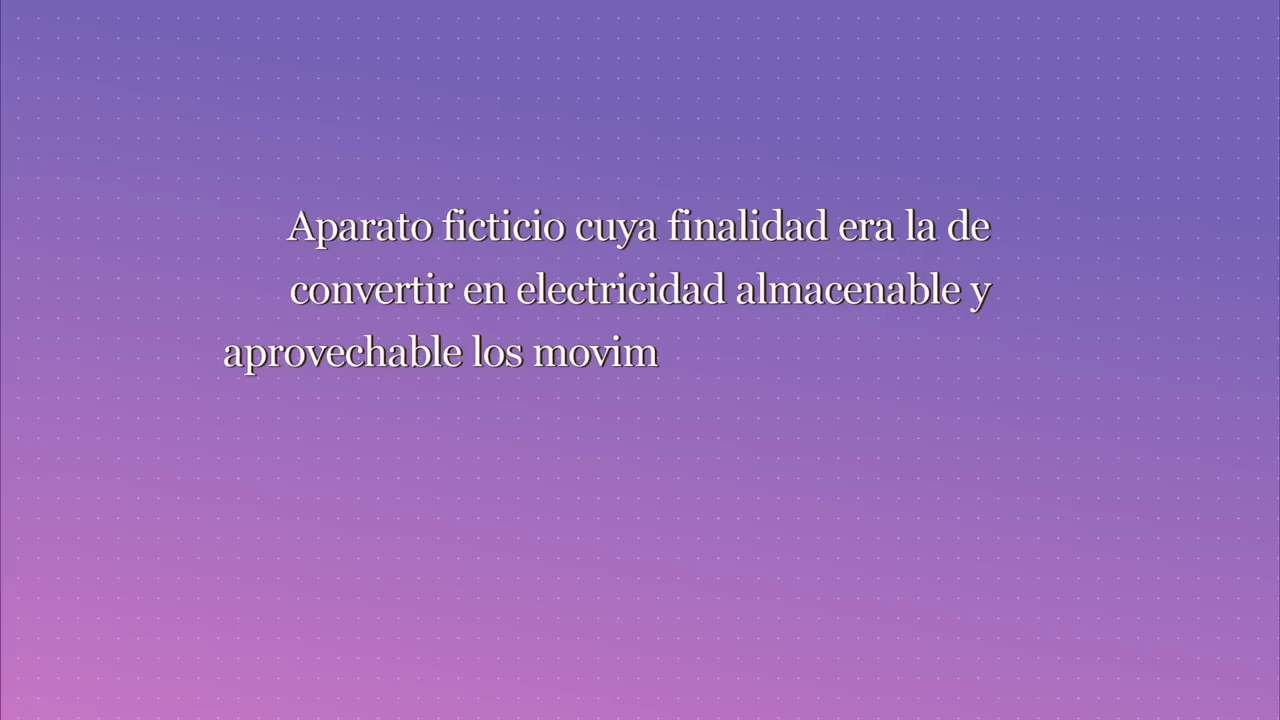 Aparato ficticio cuya finalidad era la de
convertir en electricidad almacenable y
aprovechable los movim